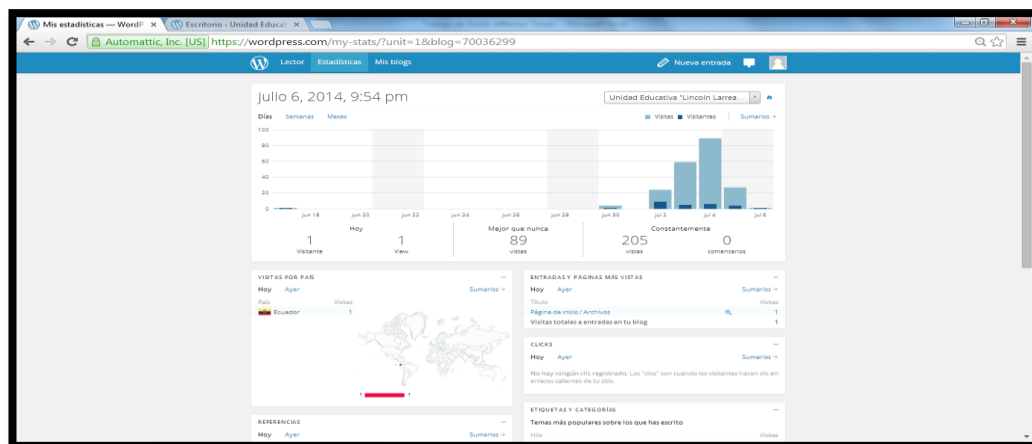 Mis estadísticas — WordP × Escritorio ‹ Unidad Educat ×
Automattic, Inc. [US] https://wordpress.com/my-stats/?unit=1&blog=70036299
Lector Estadísticas Mis blogs Nueva entrada
julio 6, 2014, 9:54 pm Unidad Educativa "Lincoln Larrea...
Días Semanas Meses Visitas Visitantes Sumarios →
100
80
60
40
20
0
jun 18 jun 20 jun 22 jun 24 jun 26 jun 28 jun 30 jul 2 jul 4 jul 6
Hoy Mejor que nunca Constantemente
1 1 89 205 0
Visitante View vistas vistas comentarios
VISITAS POR PAÍS
Hoy Ayer Sumarios →
País Visitas
Ecuador 1
1 1
REFERENCIAS
Hoy Ayer Sumarios →
ENTRADAS Y PÁGINAS MÁS VISTAS
Hoy Ayer Sumarios →
Título Visitas
Página de inicio / Archivos 1
Visitas totales a entradas en tu blog 1
CLICKS
Hoy Ayer Sumarios →
No hay ningún clic registrado. Los "clics" son cuando los visitantes hacen clic en
enlaces salientes de tu sitio.
ETIQUETAS Y CATEGORÍAS
Temas más populares sobre los que has escrito
Hito Visitas